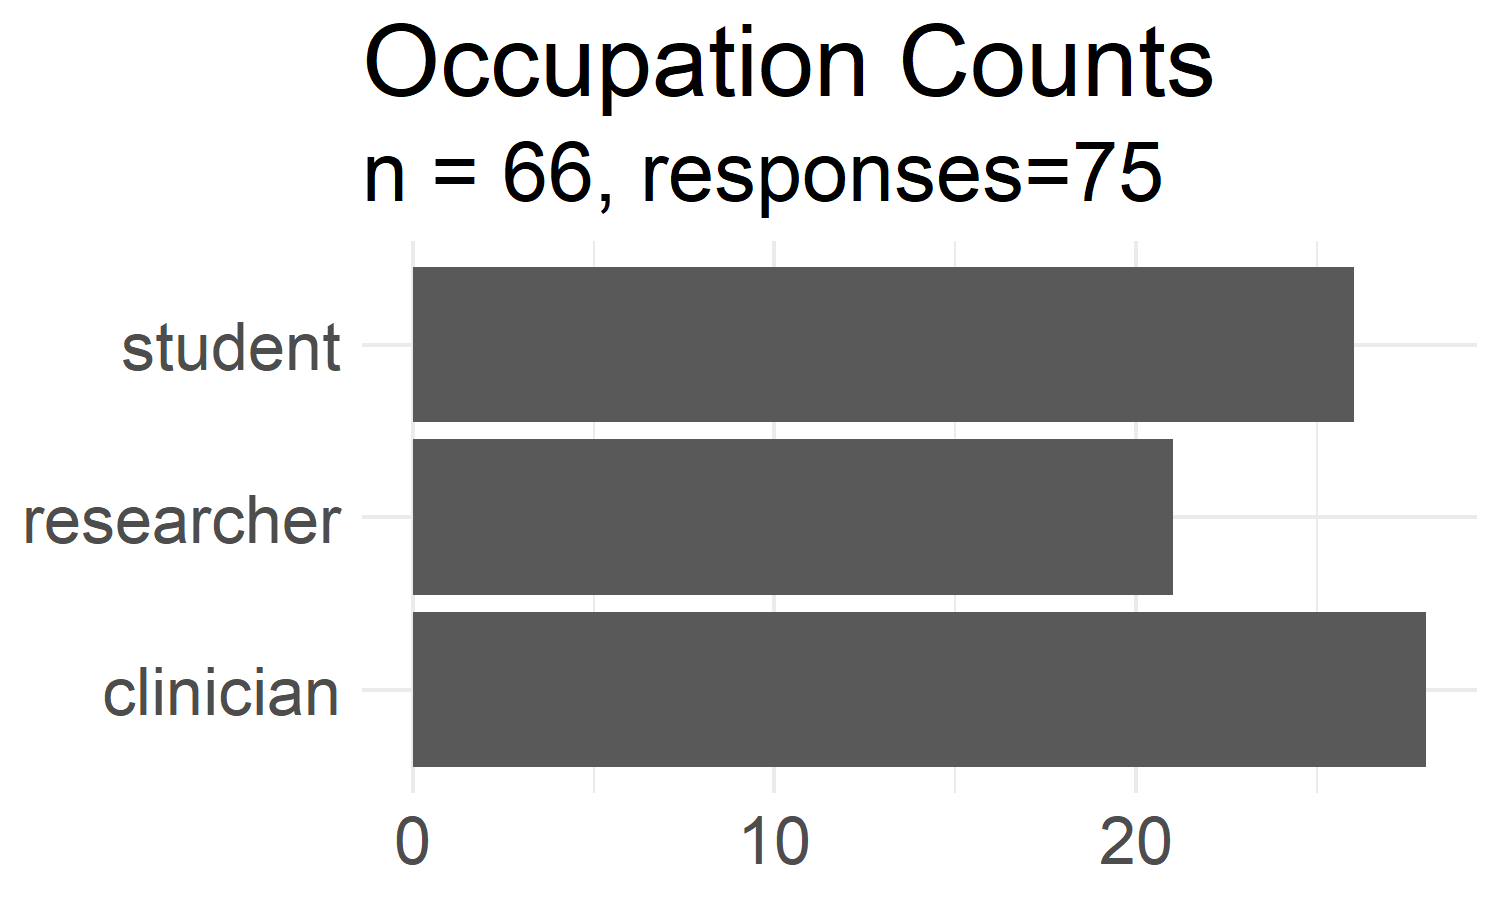 Occupation Counts
n = 66, responses=75
student
researcher
clinician
0 10 20